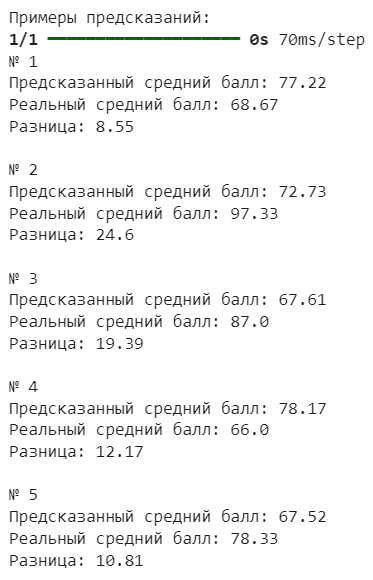 Примеры предсказаний:
1/1 ━━━━━━━━━━━━━━━━━━━━ 0s 70ms/step
№ 1
Предсказанный средний балл: 77.22
Реальный средний балл: 68.67
Разница: 8.55
№ 2
Предсказанный средний балл: 72.73
Реальный средний балл: 97.33
Разница: 24.6
№ 3
Предсказанный средний балл: 67.61
Реальный средний балл: 87.0
Разница: 19.39
№ 4
Предсказанный средний балл: 78.17
Реальный средний балл: 66.0
Разница: 12.17
№ 5
Предсказанный средний балл: 67.52
Реальный средний балл: 78.33
Разница: 10.81